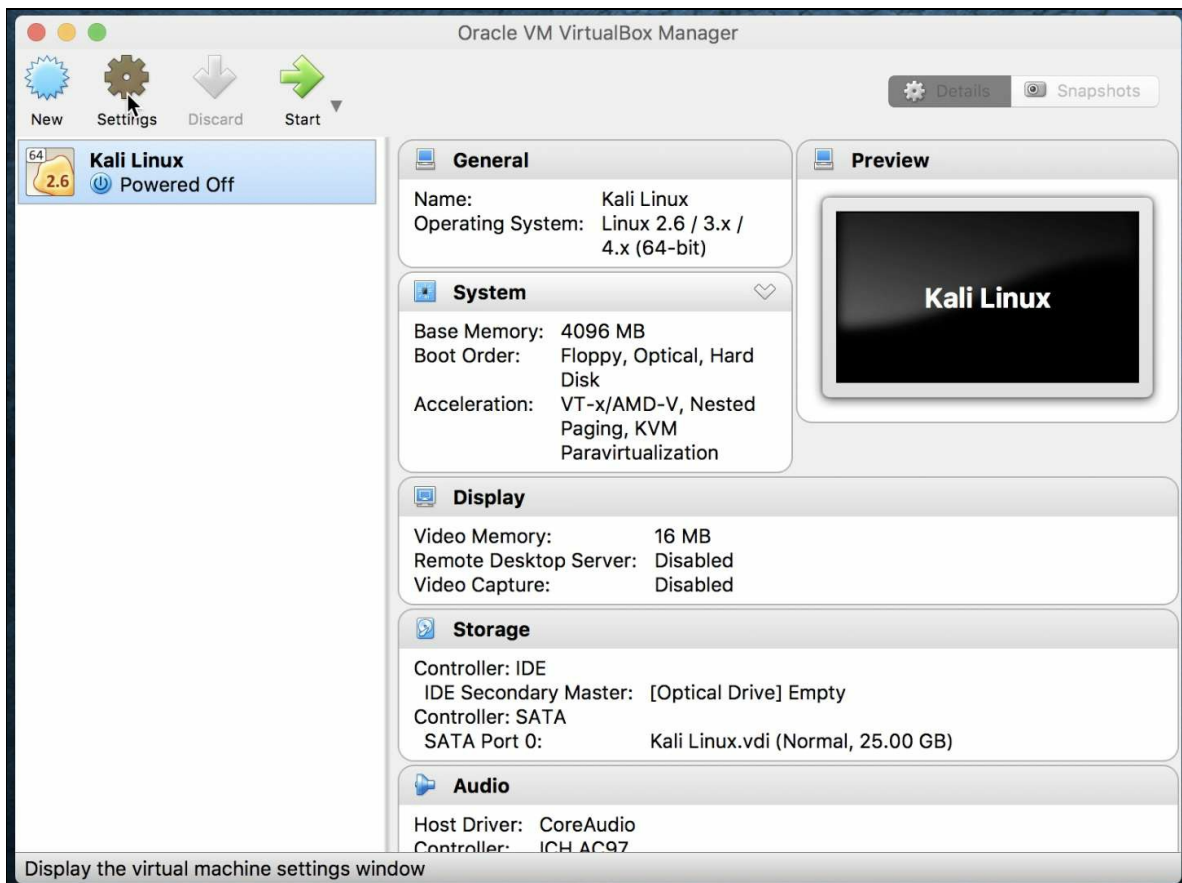 Oracle VM VirtualBox Manager
New
Settings
Discard
Start
Details
Snapshots
64
2.6
Kali Linux
Powered Off
General
Name: Kali Linux
Operating System: Linux 2.6 / 3.x /
4.x (64-bit)
Preview
Kali Linux
System
Base Memory: 4096 MB
Boot Order: Floppy, Optical, Hard
Disk
Acceleration: VT-x/AMD-V, Nested
Paging, KVM
Paravirtualization
Display
Video Memory: 16 MB
Remote Desktop Server: Disabled
Video Capture: Disabled
Storage
Controller: IDE
IDE Secondary Master: [Optical Drive] Empty
Controller: SATA
SATA Port 0: Kali Linux.vdi (Normal, 25.00 GB)
Audio
Host Driver: CoreAudio
Controller: ICH AC97
Display the virtual machine settings window